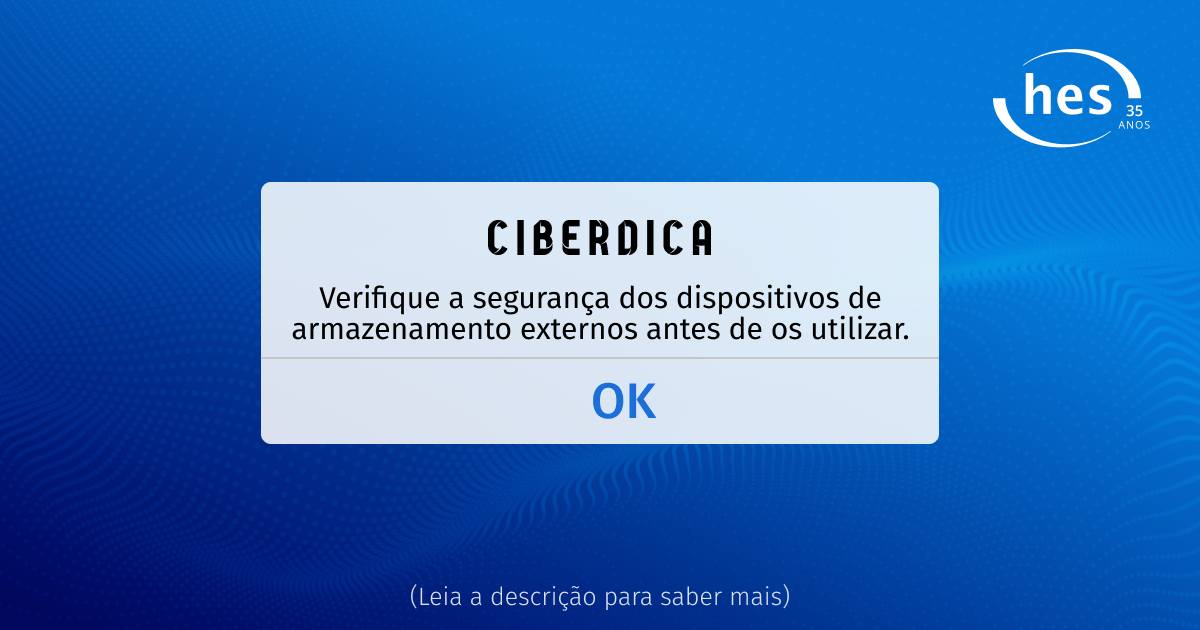 hes
35
ANOS
CIBERDICA
Verifique a segurança dos dispositivos de
armazenamento externos antes de os utilizar.
OK
(Leia a descrição para saber mais)